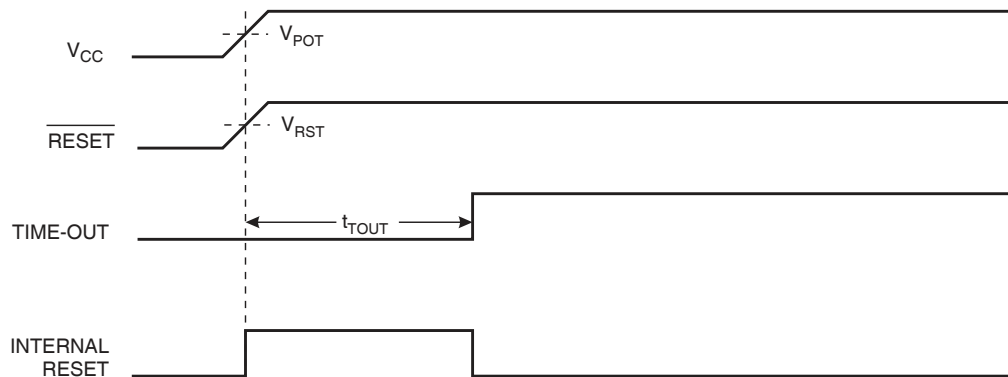 V_CC
V_POT
RESET
V_RST
TIME-OUT
t_TOUT
INTERNAL
RESET